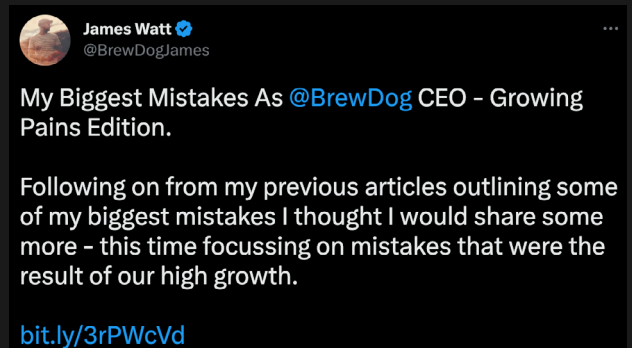 James Watt
@BrewDogJames
My Biggest Mistakes As @BrewDog CEO - Growing
Pains Edition.
Following on from my previous articles outlining some
of my biggest mistakes I thought I would share some
more - this time focussing on mistakes that were the
result of our high growth.
bit.ly/3rPWcVd